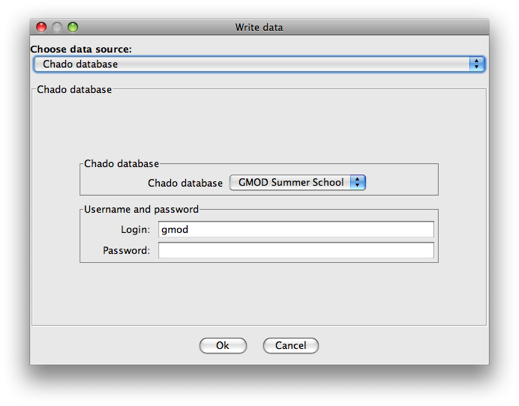 Write data
Choose data source:
Chado database
Chado database
Chado database
Chado database GMOD Summer School
Username and password
Login: gmod
Password:
Ok Cancel